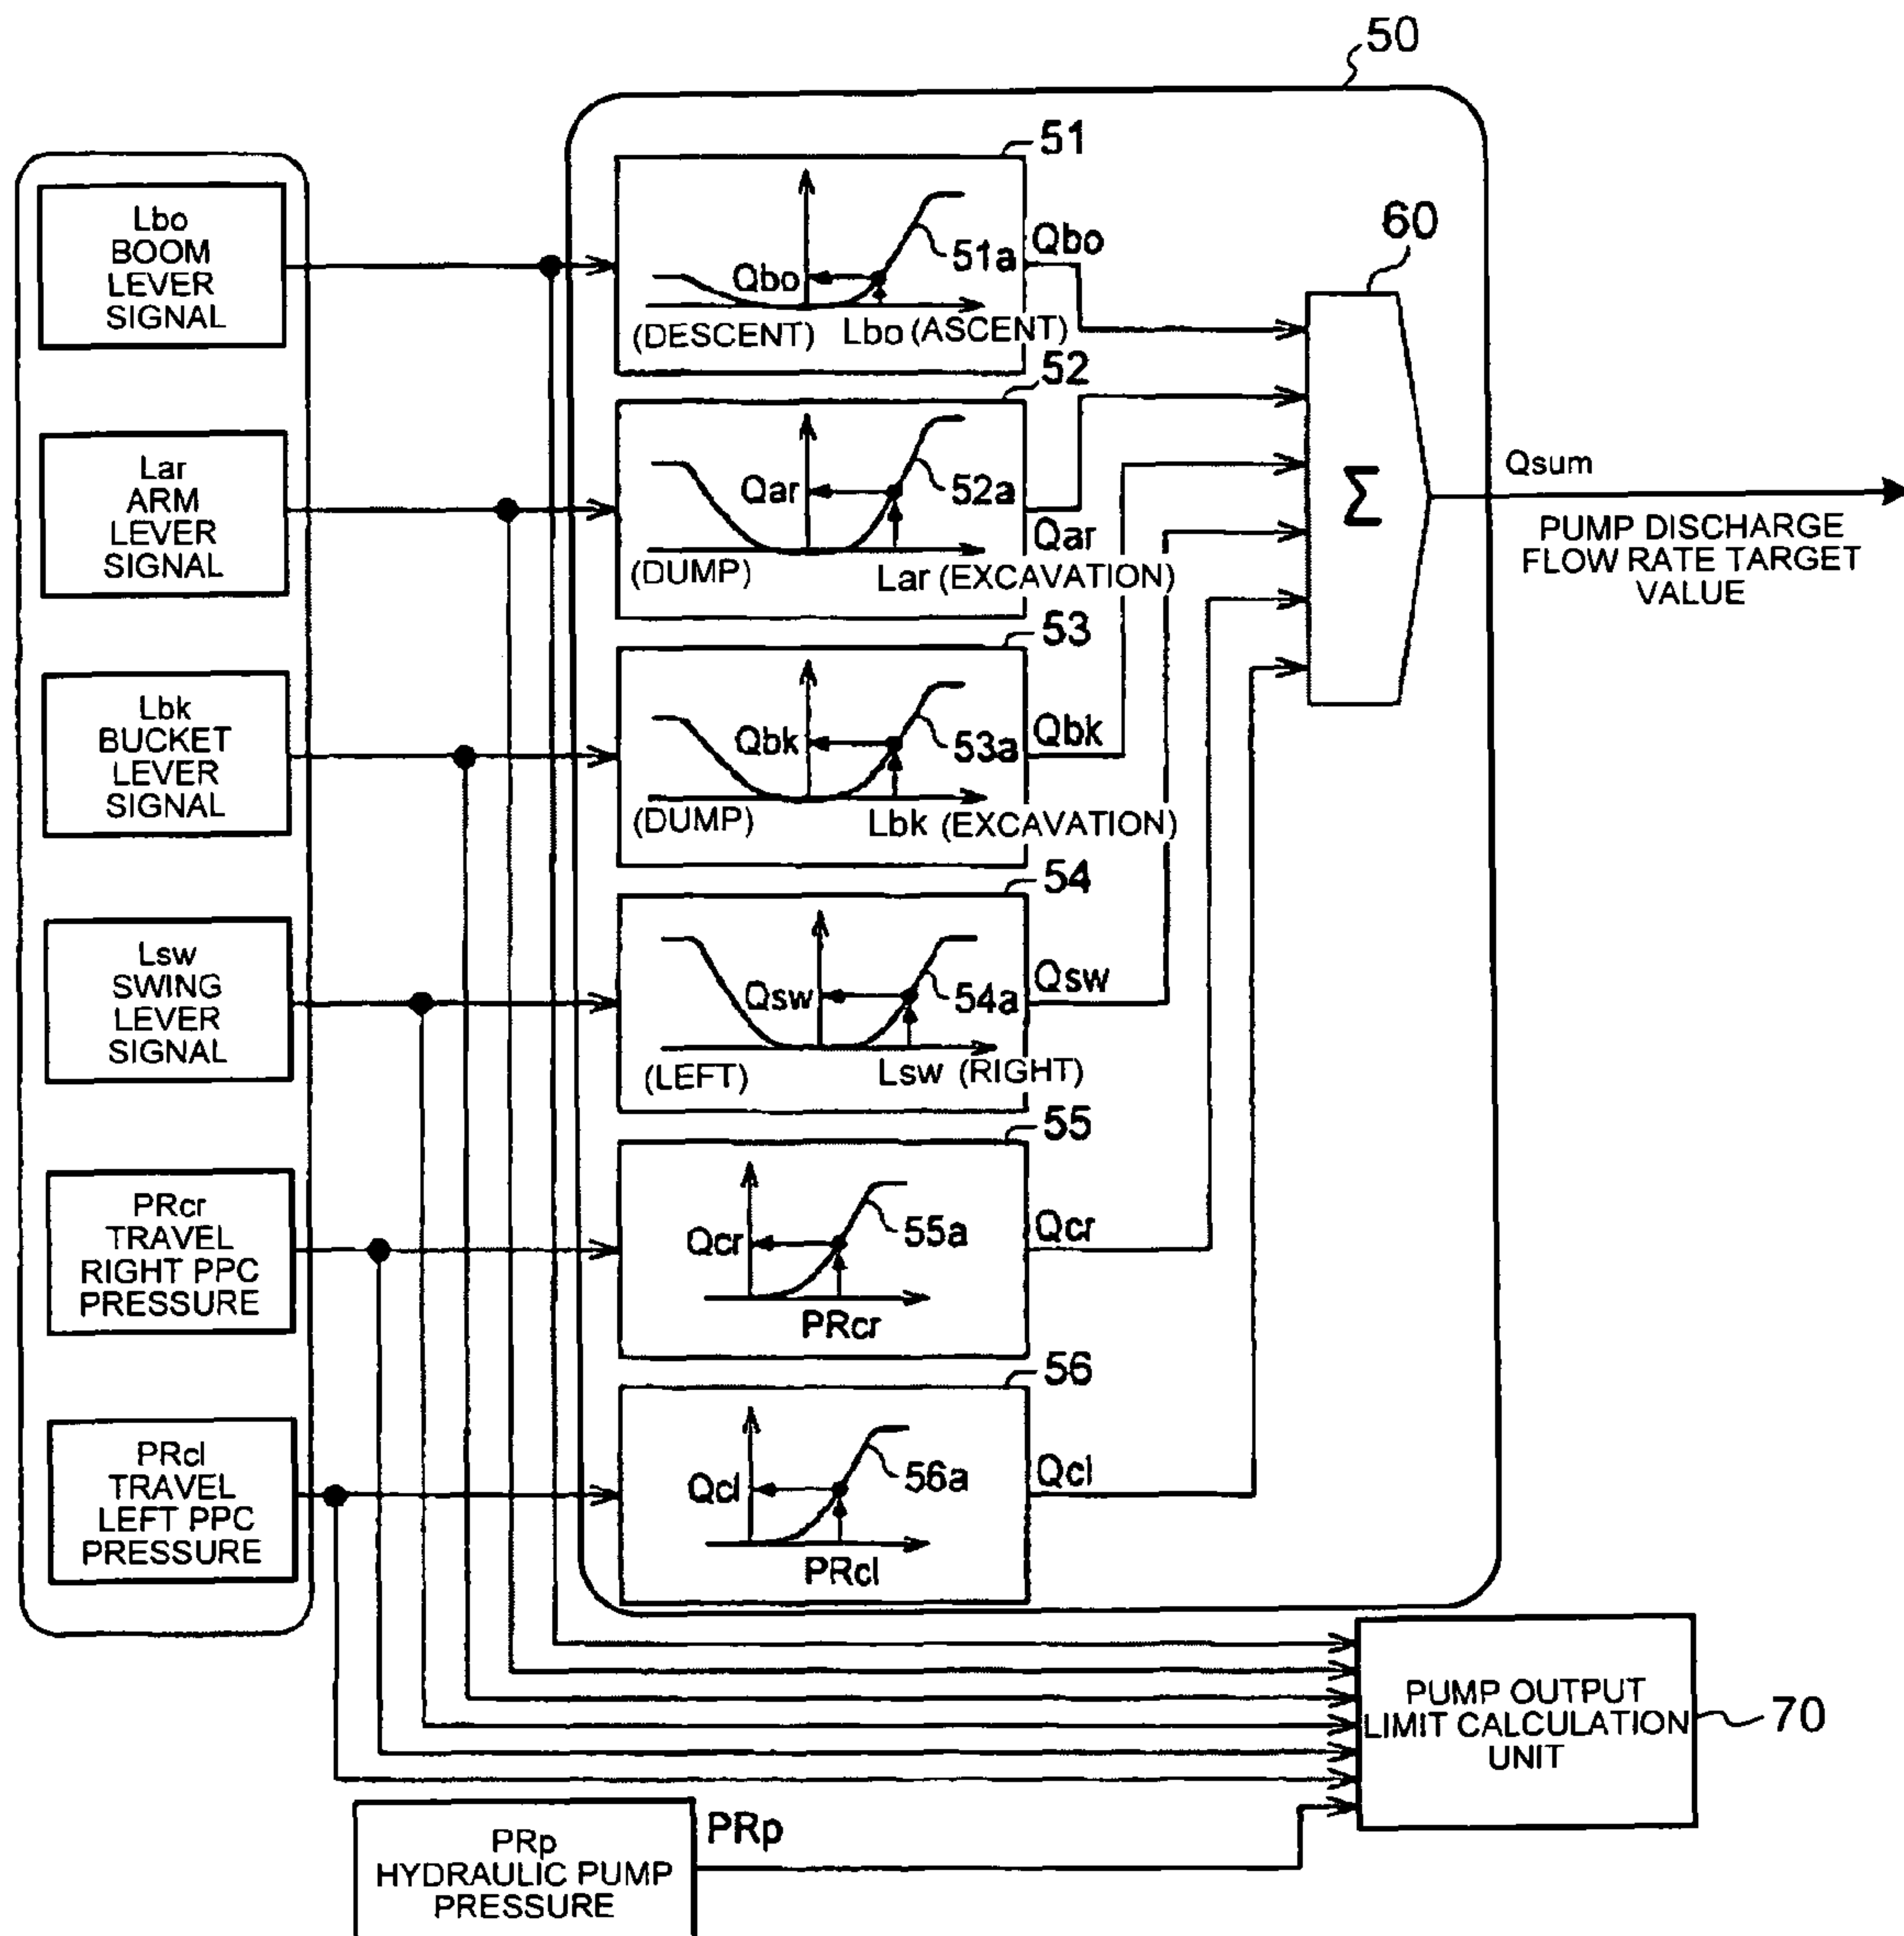 50
Lbo
BOOM
LEVER
SIGNAL
51
51a
Qbo
Qbo
(DESCENT) Lbo (ASCENT)
60
Σ
Lar
ARM
LEVER
SIGNAL
52
52a
Qar
Qar
(DUMP) Lar (EXCAVATION)
Qsum
PUMP DISCHARGE
FLOW RATE TARGET
VALUE
Lbk
BUCKET
LEVER
SIGNAL
53
53a
Qbk
Qbk
(DUMP) Lbk (EXCAVATION)
Lsw
SWING
LEVER
SIGNAL
54
54a
Qsw
Qsw
(LEFT) Lsw (RIGHT)
PRcr
TRAVEL
RIGHT PPC
PRESSURE
55
55a
Qcr
Qcr
PRcr
PRcl
TRAVEL
LEFT PPC
PRESSURE
56
56a
Qcl
Qcl
PRcl
PUMP OUTPUT
LIMIT CALCULATION
UNIT
70
PRp
HYDRAULIC PUMP
PRESSURE
PRp